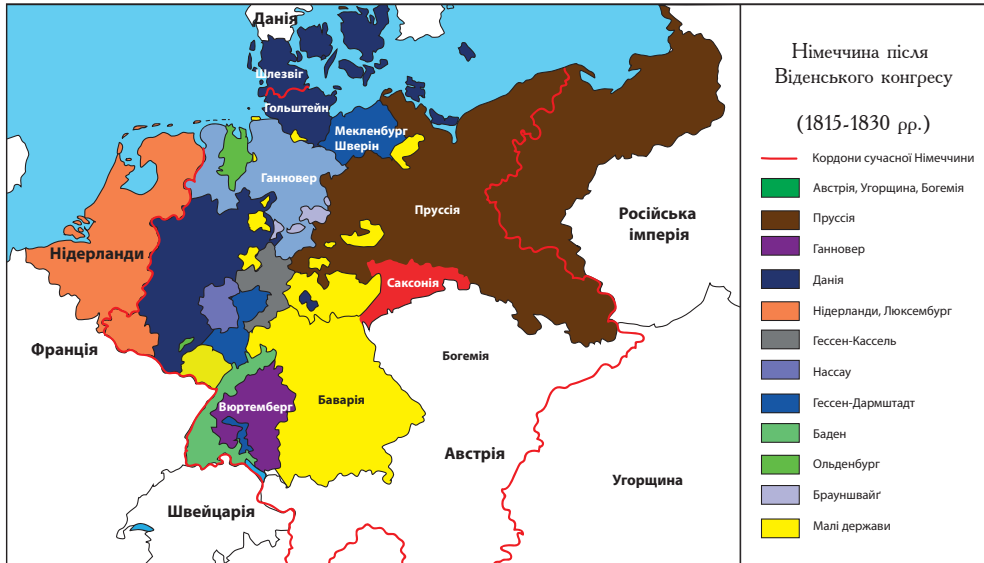 Данія
Шлезвіг
Гольштейн
Мекленбург
Шверін
Ганновер
Пруссія
Російська
імперія
Нідерланди
Саксонія
Франція
Богемія
Вюртемберг
Баварія
Австрія
Угорщина
Швейцарія
Німеччина після
Віденського конгресу
(1815-1830 рр.)
Кордони сучасної Німеччини
Австрія, Угорщина, Богемія
Пруссія
Ганновер
Данія
Нідерланди, Люксембург
Гессен-Кассель
Нассау
Гессен-Дармштадт
Баден
Ольденбург
Брауншвайґ
Малі держави